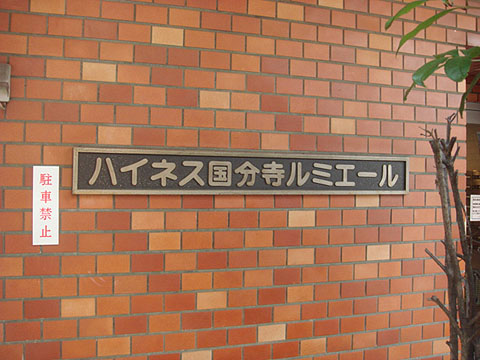 ハイネス国分寺ルミエール
駐車禁止